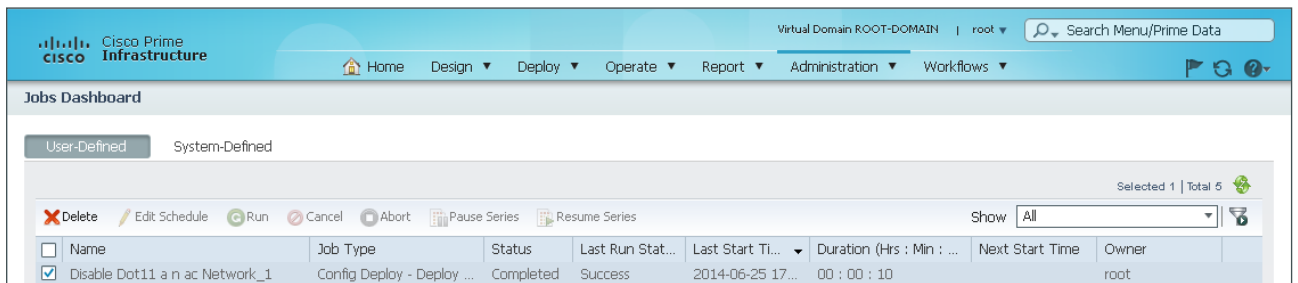 Virtual Domain ROOT-DOMAIN | root ▼ Search Menu/Prime Data
Cisco Prime
CISCO Infrastructure
Home Design ▼ Deploy ▼ Operate ▼ Report ▼ Administration ▼ Workflows ▼
Jobs Dashboard
User-Defined System-Defined
Selected 1 | Total 5
Delete Edit Schedule Run Cancel Abort Pause Series Resume Series Show All
Name Job Type Status Last Run Stat... Last Start Ti... Duration (Hrs : Min : ... Next Start Time Owner
Disable Dot11 a n ac Network_1 Config Deploy - Deploy ... Completed Success 2014-06-25 17... 00 : 00 : 10 root